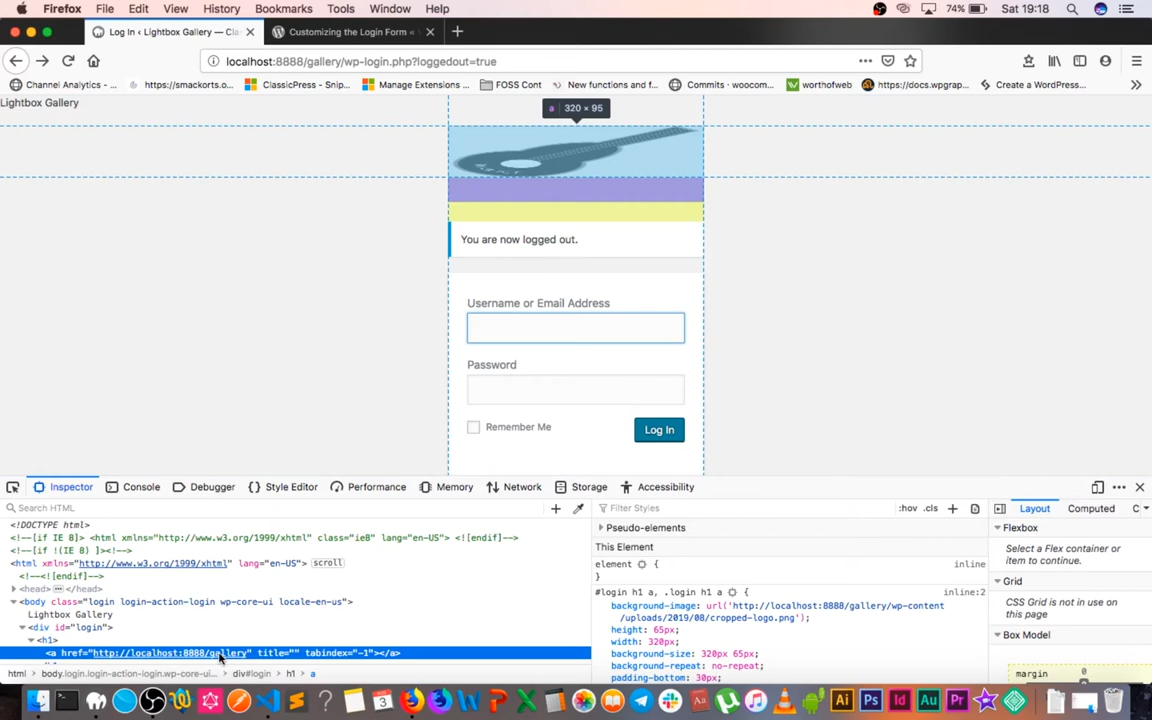 Firefox File Edit View History Bookmarks Tools Window Help 74% Sat 19:18
Log In ‹ Lightbox Gallery — Cla Customizing the Login Form «
localhost:8888/gallery/wp-login.php?loggedout=true
Channel Analytics - ... https://smackorts.o... ClassicPress - Snip... Manage Extensions ... FOSS Cont New functions and f... Commits · woocomm... worthofweb https://docs.wpgrap... Create a WordPress...
Lightbox Gallery
a 320 × 95
You are now logged out.
Username or Email Address
Password
Remember Me Log In
Inspector Console Debugger Style Editor Performance Memory Network Storage Accessibility
Search HTML Filter Styles :hov .cls Layout Computed C
<!DOCTYPE html>
<!--[if IE 8]> <html xmlns="http://www.w3.org/1999/xhtml" class="ie8" lang="en-US"> <![endif]-->
<!--[if !(IE 8) ]><!-->
<html xmlns="http://www.w3.org/1999/xhtml" lang="en-US"> scroll
<!--<![endif]-->
<head> </head>
<body class="login login-action-login wp-core-ui locale-en-us">
Lightbox Gallery
<div id="login">
<h1>
<a href="http://localhost:8888/gallery" title="" tabindex="-1"></a>
html body.login.login-action-login.wp-core-ui... div#login h1 a
Pseudo-elements
This Element
element { inline
}
#login h1 a, .login h1 a { inline:2
background-image: url('http://localhost:8888/gallery/wp-content
/uploads/2019/08/cropped-logo.png');
height: 65px;
width: 320px;
background-size: 320px 65px;
background-repeat: no-repeat;
padding-bottom: 30px;
Flexbox
Select a Flex container or
item to continue.
Grid
CSS Grid is not in use on
this page
Box Model
margin 0
3
Ai Ps Id Au Pr